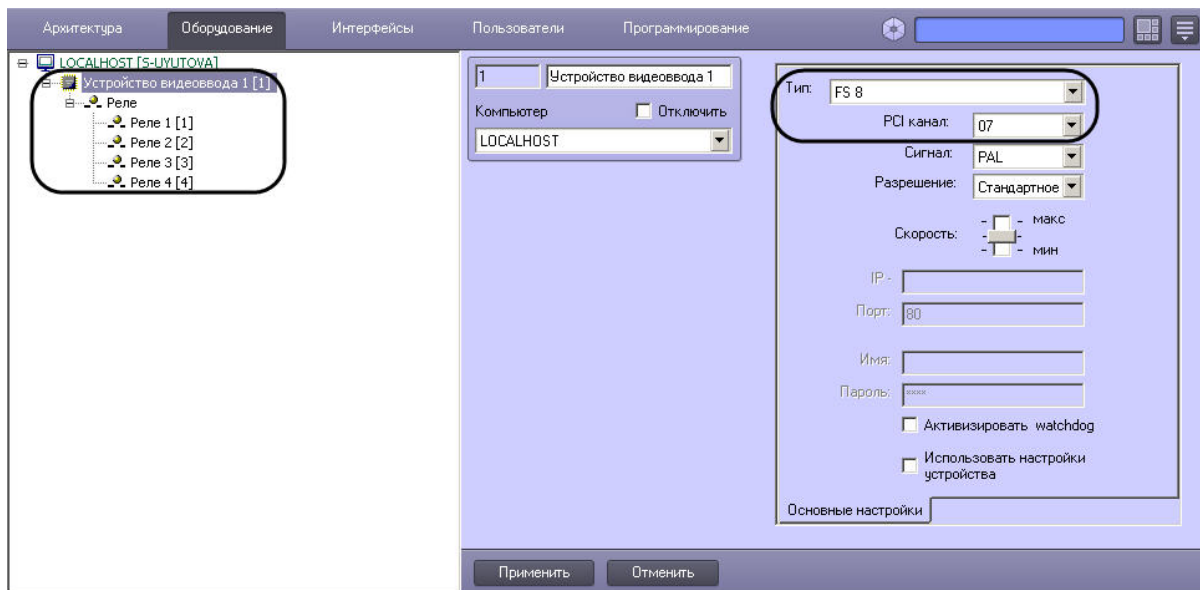 Архитектура Оборудование Интерфейсы Пользователи Программирование
LOCALHOST [S-UYUTOVA]
Устройство видеоввода 1 [1]
Реле
Реле 1 [1]
Реле 2 [2]
Реле 3 [3]
Реле 4 [4]
1 Устройство видеоввода 1
Компьютер Отключить
LOCALHOST
Тип: FS 8
PCI канал: 07
Сигнал: PAL
Разрешение: Стандартное
Скорость: - - макс
- -
- - мин
IP -
Порт: 80
Имя:
Пароль: ****
Активизировать watchdog
Использовать настройки
устройства
Основные настройки
Применить Отменить